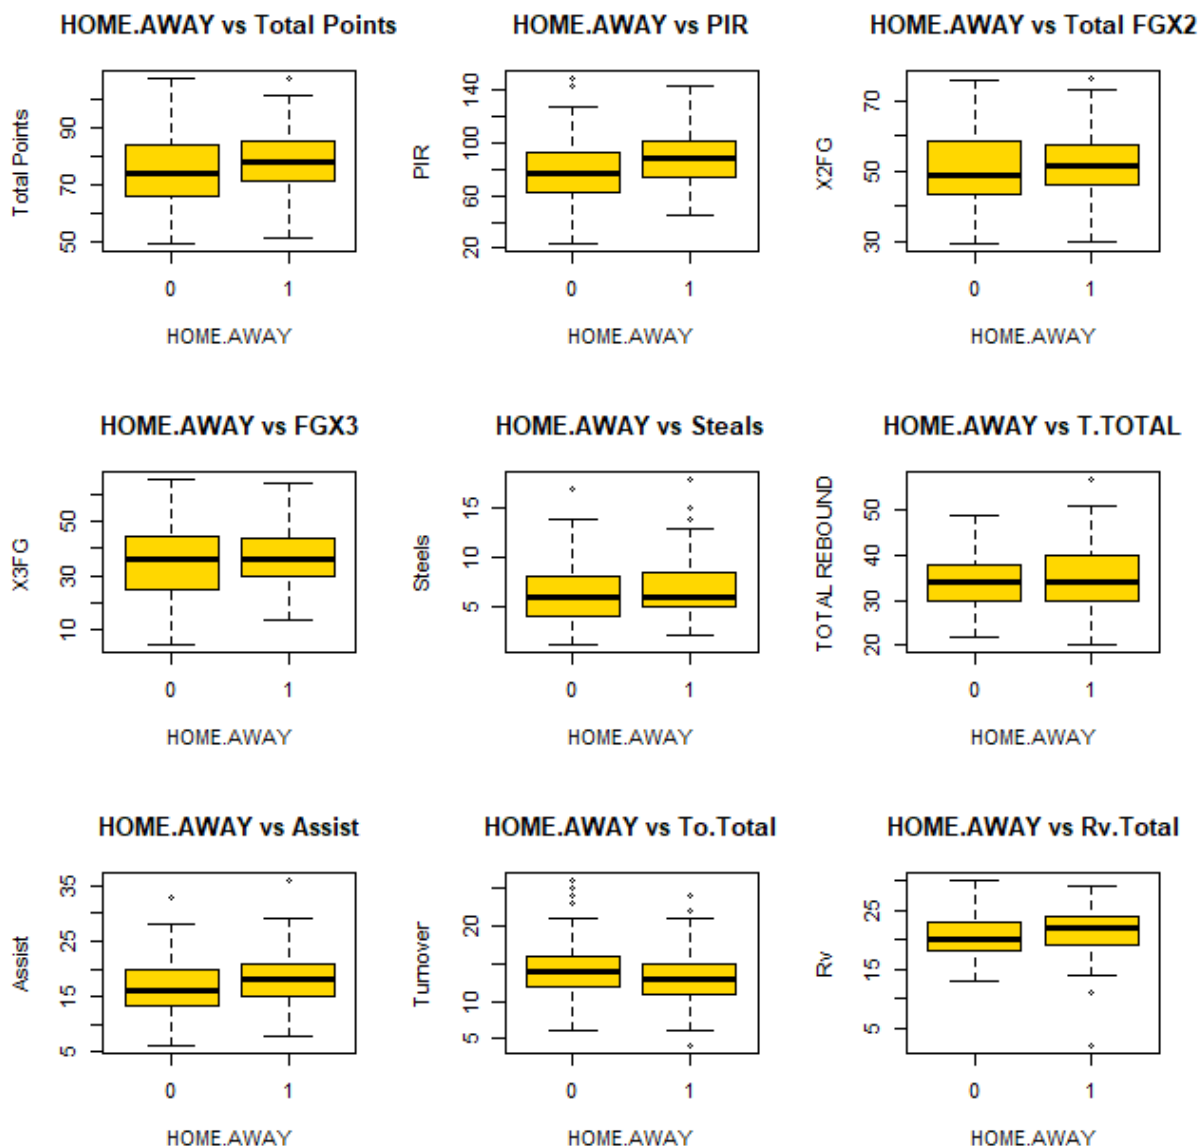 HOME.AWAY vs Total Points
HOME.AWAY vs PIR
HOME.AWAY vs Total FGX2
Total Points
90
70
50
0 1
HOME.AWAY
PIR
140
100
60
20
0 1
HOME.AWAY
X2FG
70
50
30
0 1
HOME.AWAY
HOME.AWAY vs FGX3
HOME.AWAY vs Steals
HOME.AWAY vs T.TOTAL
X3FG
50
30
10
0 1
HOME.AWAY
Steels
15
10
5
0 1
HOME.AWAY
TOTAL REBOUND
50
40
30
20
0 1
HOME.AWAY
HOME.AWAY vs Assist
HOME.AWAY vs To.Total
HOME.AWAY vs Rv.Total
Assist
35
25
15
5
0 1
HOME.AWAY
Turnover
20
10
5
0 1
HOME.AWAY
Rv
25
15
5
0 1
HOME.AWAY